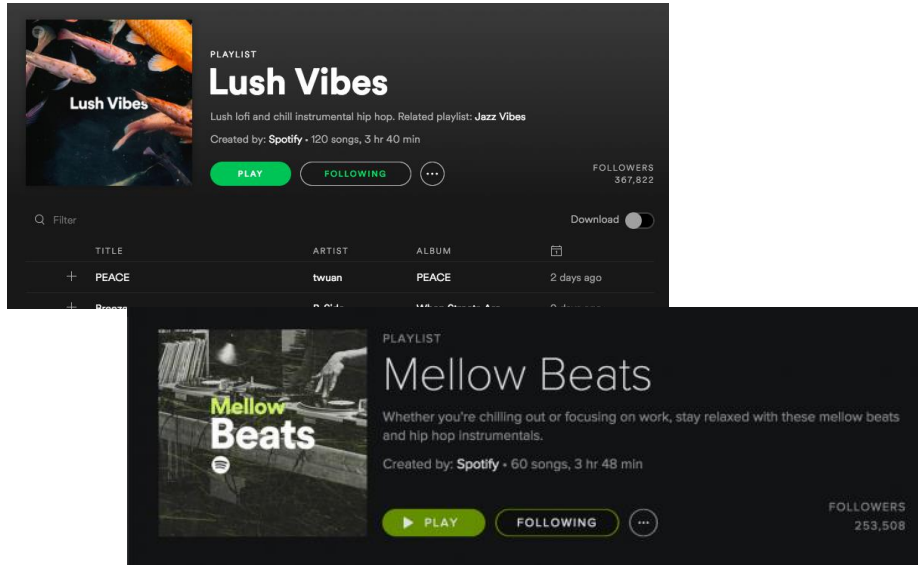 Lush Vibes
PLAYLIST
Lush Vibes
Lush lofi and chill instrumental hip hop. Related playlist: Jazz Vibes
Created by: Spotify • 120 songs, 3 hr 40 min
PLAY FOLLOWING
FOLLOWERS
367,822
Filter
Download
TITLE ARTIST ALBUM
PEACE twuan PEACE 2 days ago
Mellow
Beats
PLAYLIST
Mellow Beats
Whether you're chilling out or focusing on work, stay relaxed with these mellow beats
and hip hop instrumentals.
Created by: Spotify • 60 songs, 3 hr 48 min
PLAY FOLLOWING
FOLLOWERS
253,508